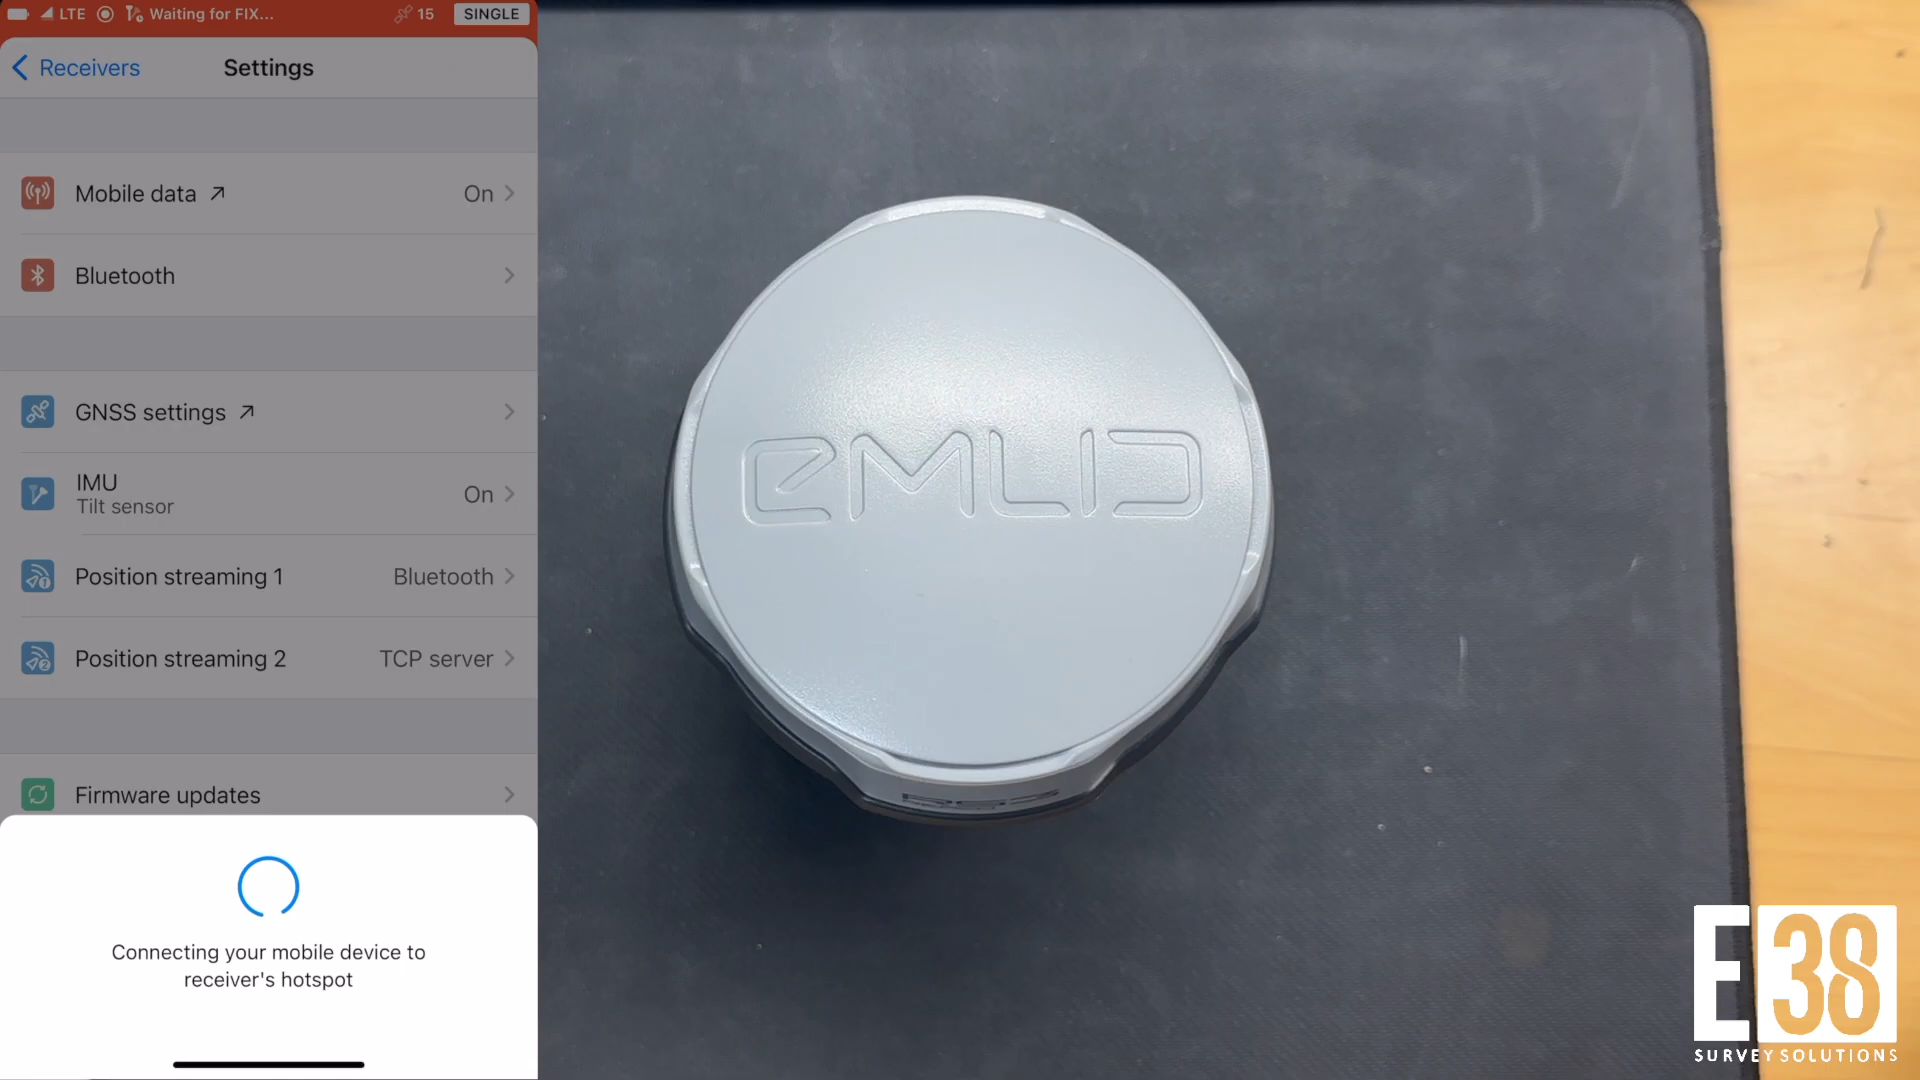 LTE Waiting for FIX... 15 SINGLE
Receivers Settings
Mobile data On
Bluetooth
GNSS settings
IMU On
Tilt sensor
Position streaming 1 Bluetooth
Position streaming 2 TCP server
Firmware updates
Connecting your mobile device to
receiver's hotspot
EMLID
RS3
E38
SURVEY SOLUTIONS